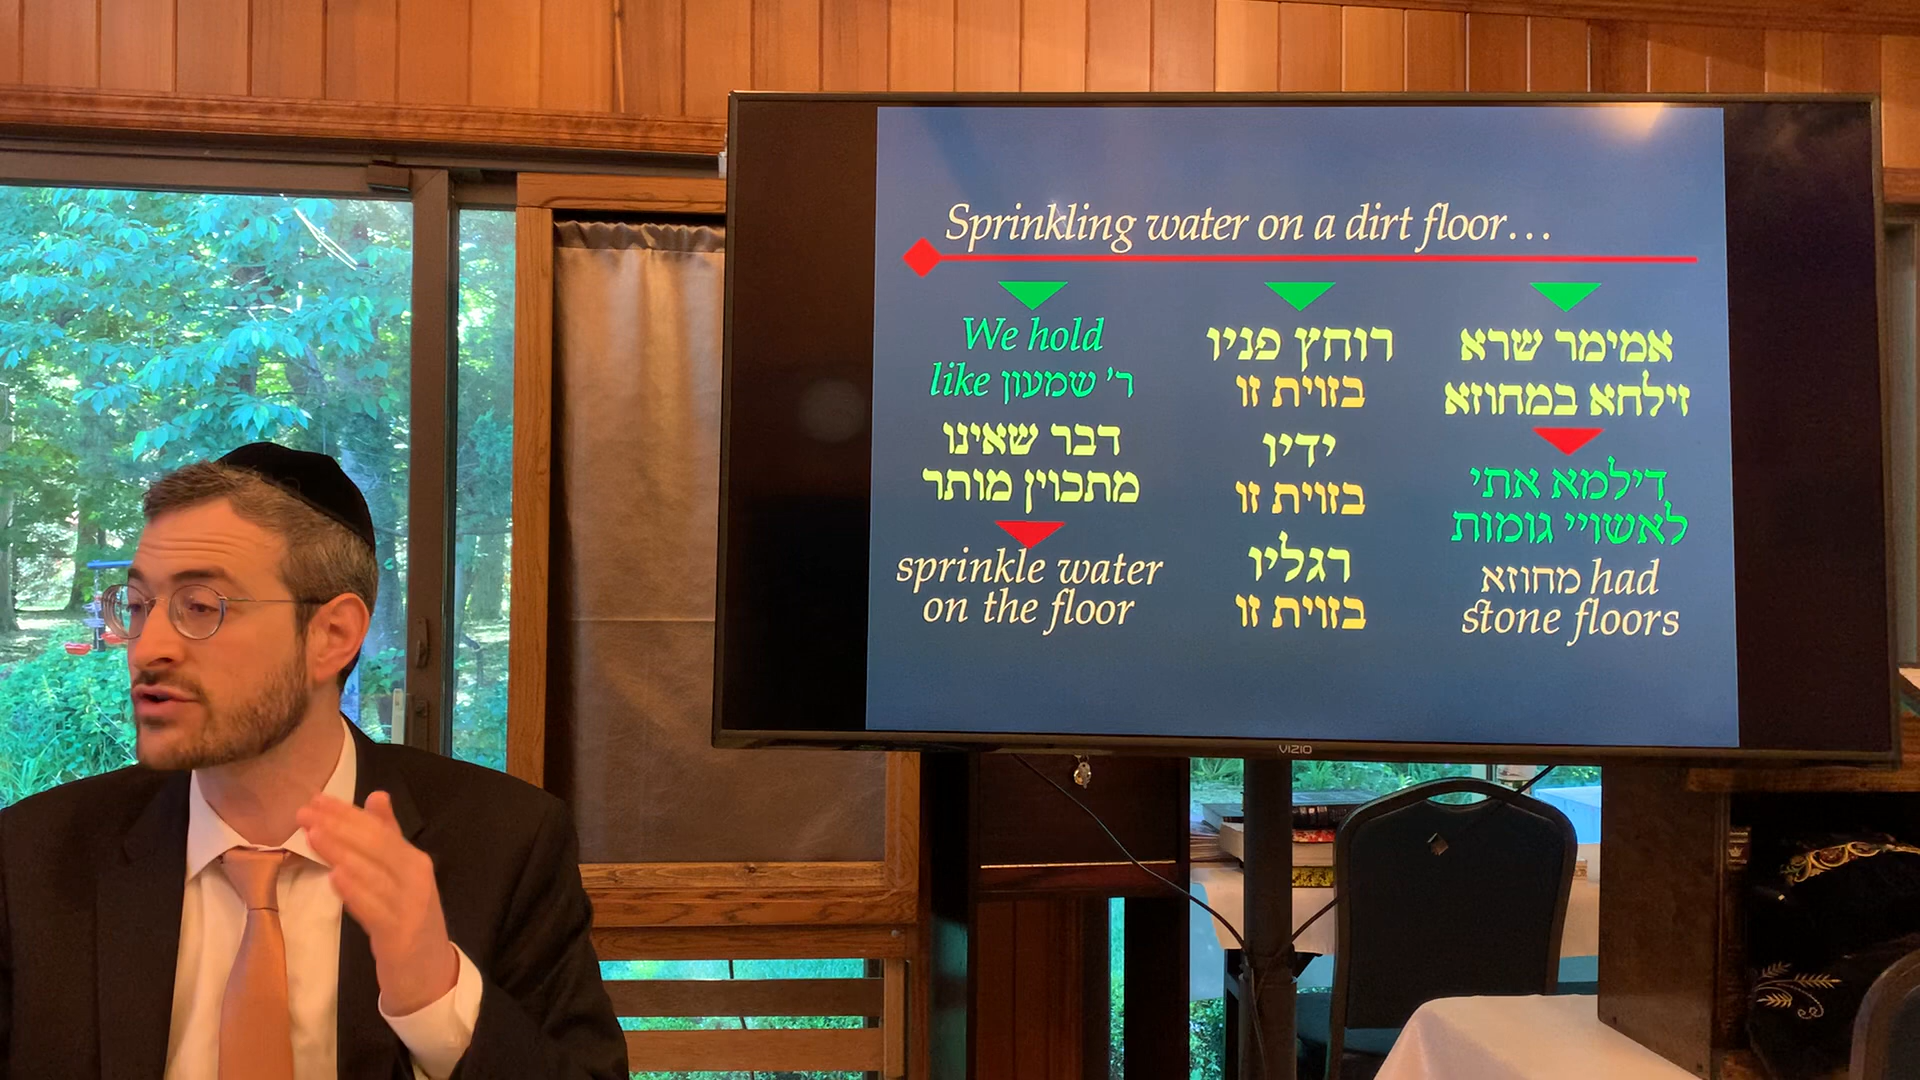 Sprinkling water on a dirt floor…
We hold
like ר' שמעון
דבר שאינו
מתכוין מותר
sprinkle water
on the floor
רוחץ פניו
בזוית זו
ידיו
בזוית זו
רגליו
בזוית זו
אמימר שרא
זילחא במחוזא
דילמא אתי
לאשויי גומות
מחוזא had
stone floors
VIZIO